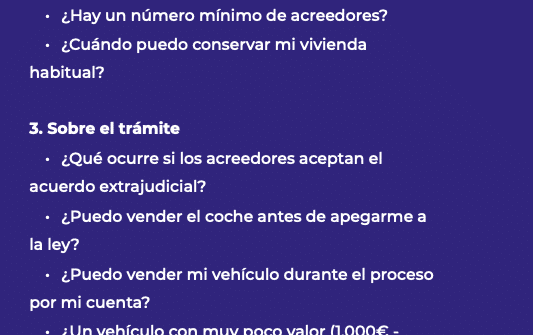 • ¿Hay un número mínimo de acreedores?
• ¿Cuándo puedo conservar mi vivienda
habitual?
3. Sobre el trámite
• ¿Qué ocurre si los acreedores aceptan el
acuerdo extrajudicial?
• ¿Puedo vender el coche antes de apegarme a
la ley?
• ¿Puedo vender mi vehículo durante el proceso
por mi cuenta?
• ¿Un vehículo con muy poco valor (1.000€ -